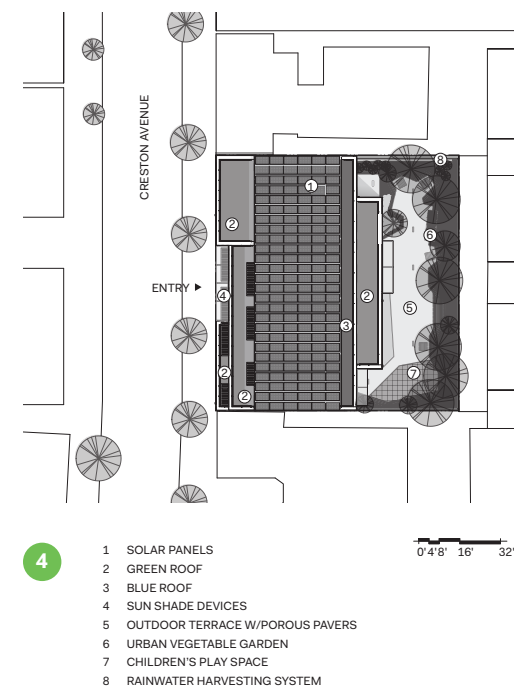 CRESTON AVENUE
8
1
2
6
ENTRY
4
2
5
3
7
2
2
4
0' 4' 8' 16' 32'
1 SOLAR PANELS
2 GREEN ROOF
3 BLUE ROOF
4 SUN SHADE DEVICES
5 OUTDOOR TERRACE W/POROUS PAVERS
6 URBAN VEGETABLE GARDEN
7 CHILDREN'S PLAY SPACE
8 RAINWATER HARVESTING SYSTEM